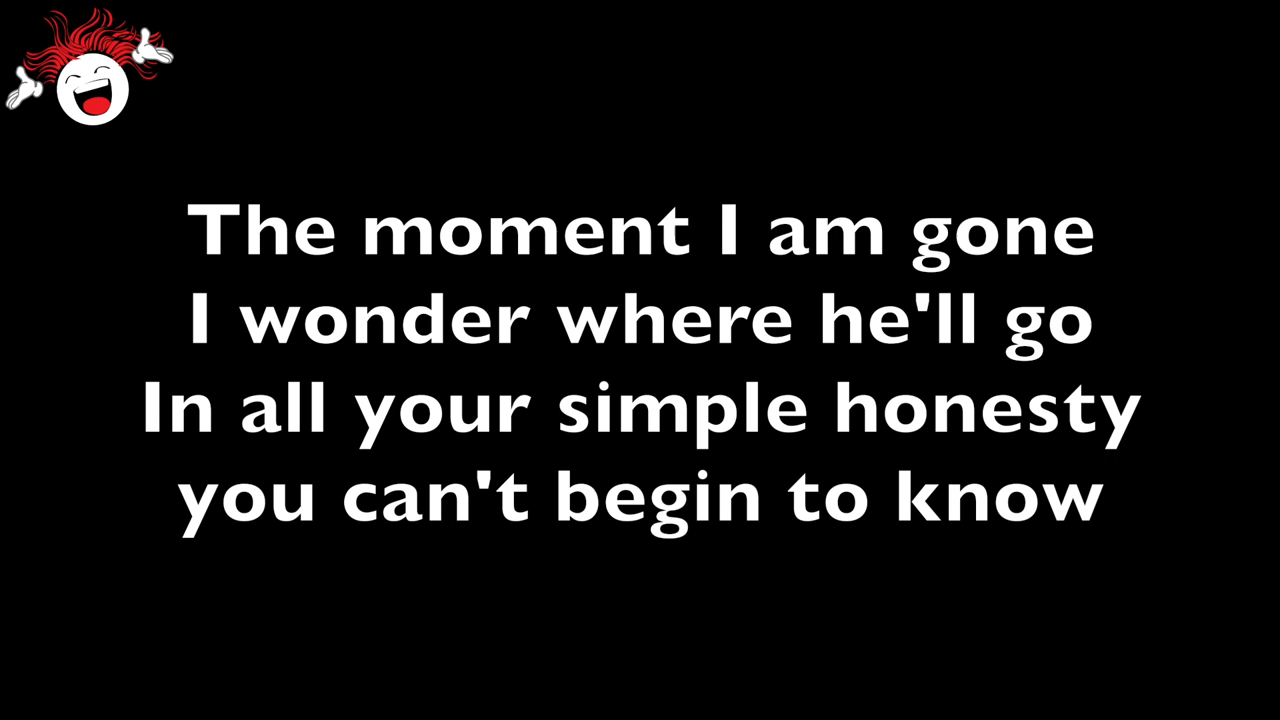 The moment I am gone
I wonder where he'll go
In all your simple honesty
you can't begin to know